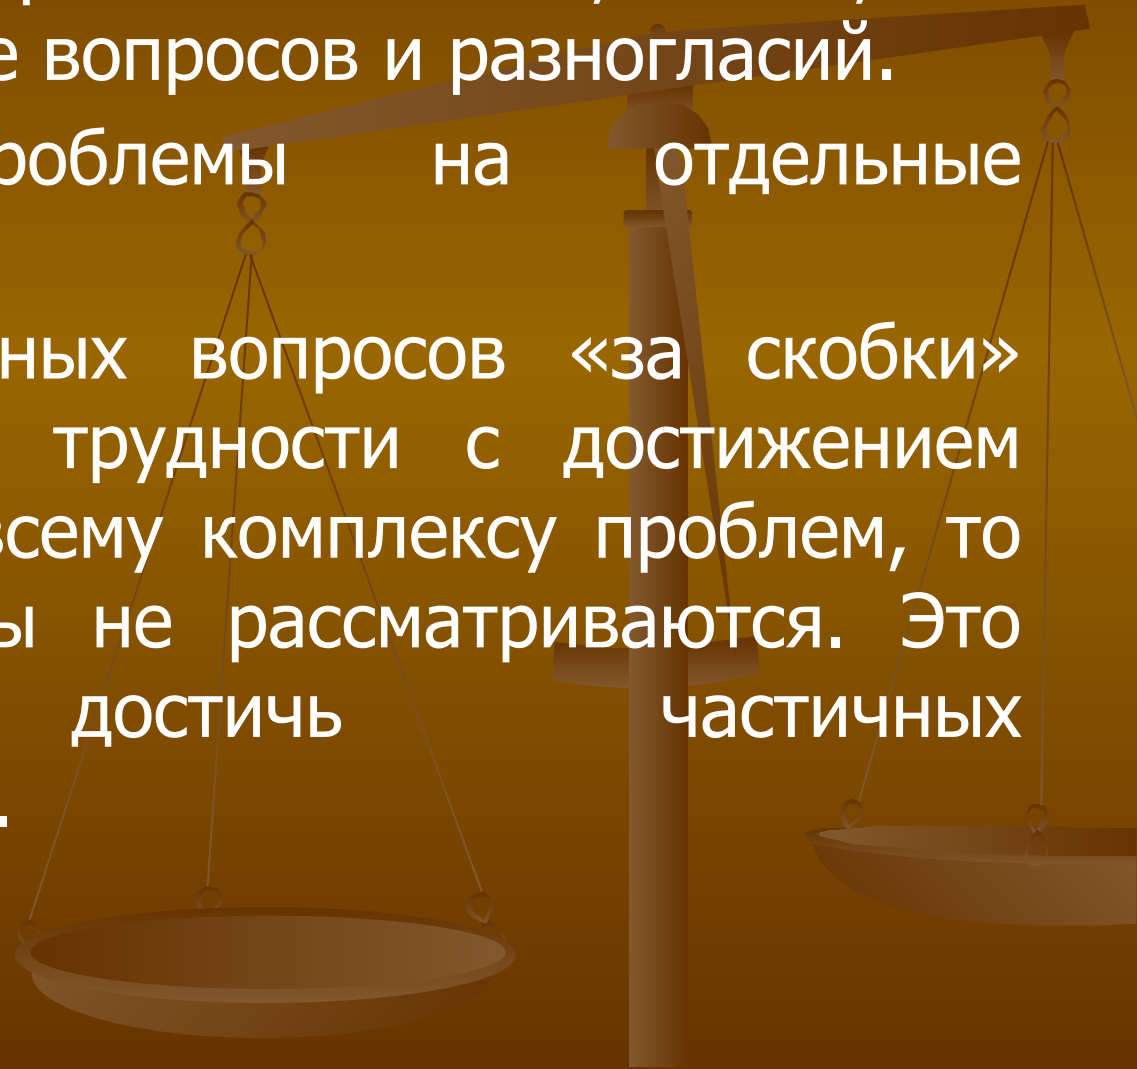 е вопросов и разногласий.
роблемы на отдельные
ных вопросов «за скобки»
трудности с достижением
всему комплексу проблем, то
ы не рассматриваются. Это
достичь частичных
.